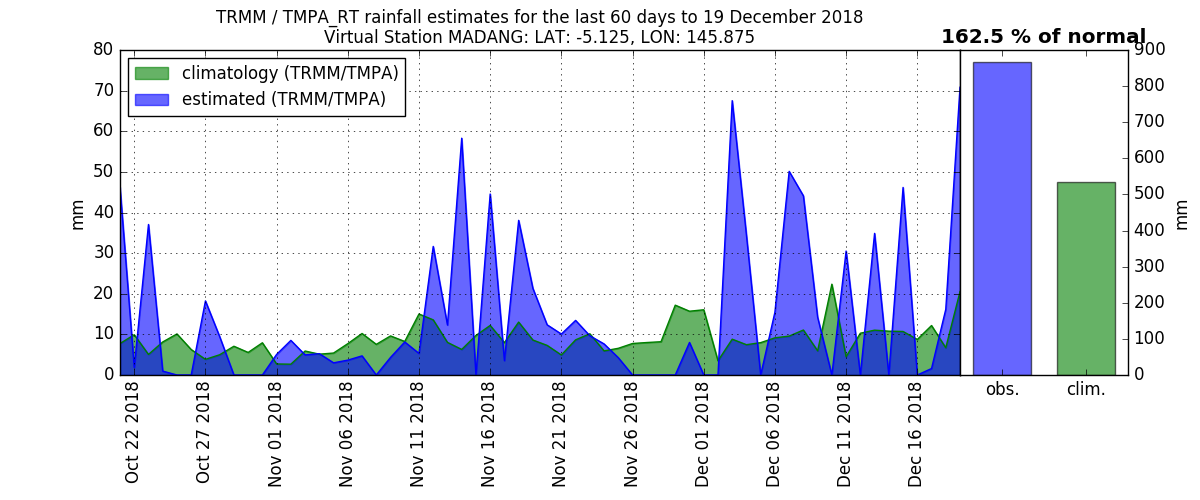 TRMM / TMPA_RT rainfall estimates for the last 60 days to 19 December 2018
Virtual Station MADANG: LAT: -5.125, LON: 145.875
162.5 % of normal
climatology (TRMM/TMPA)
estimated (TRMM/TMPA)
mm
80
70
60
50
40
30
20
10
0
Oct 22 2018
Oct 27 2018
Nov 01 2018
Nov 06 2018
Nov 11 2018
Nov 16 2018
Nov 21 2018
Nov 26 2018
Dec 01 2018
Dec 06 2018
Dec 11 2018
Dec 16 2018
obs.
clim.
900
800
700
600
500
400
300
200
100
0
mm